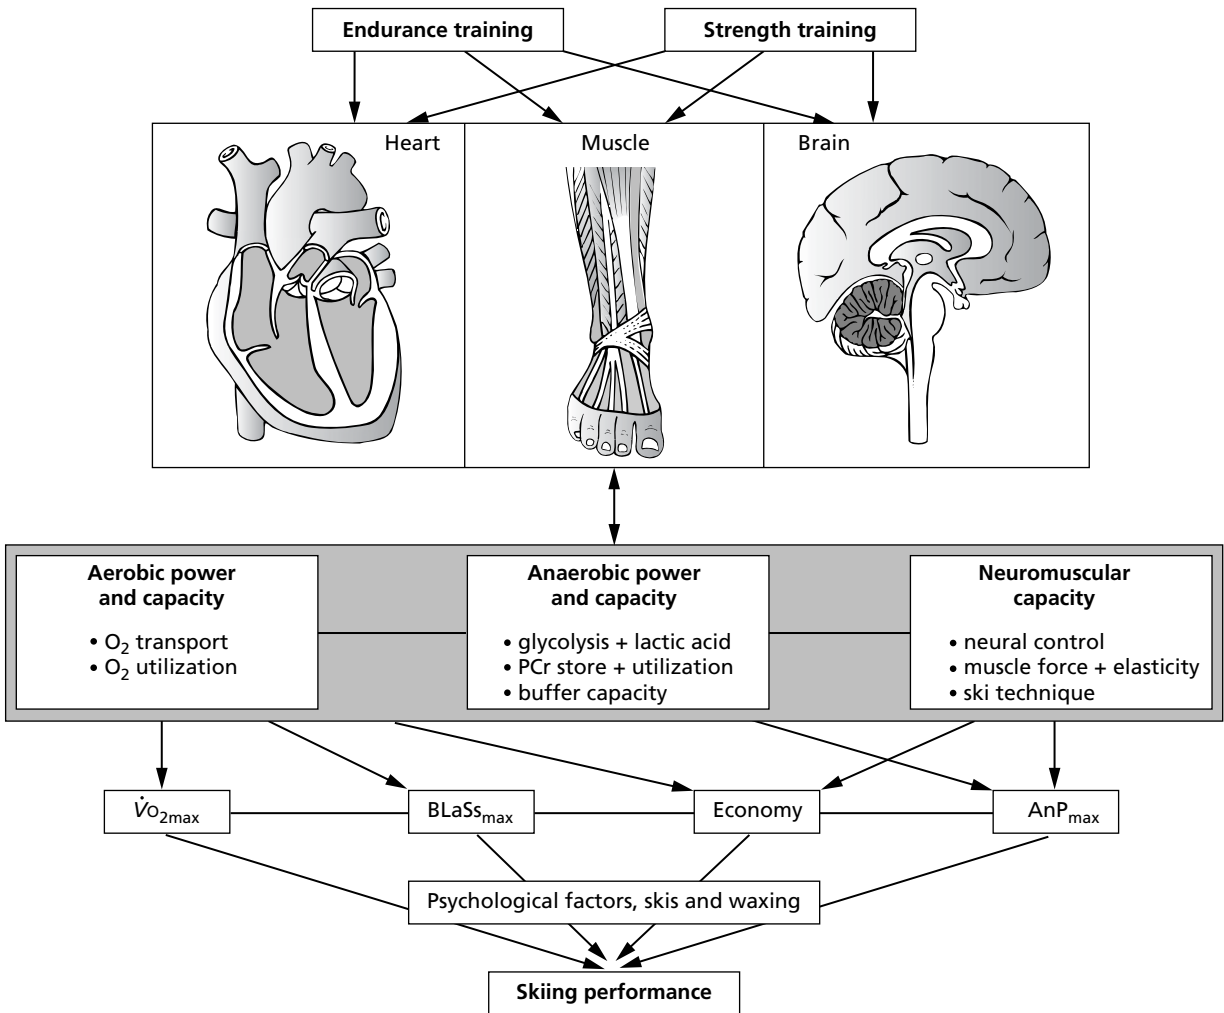 Endurance training
Strength training
Heart
Muscle
Brain
Aerobic power
and capacity
• O₂ transport
• O₂ utilization
Anaerobic power
and capacity
• glycolysis + lactic acid
• PCr store + utilization
• buffer capacity
Neuromuscular
capacity
• neural control
• muscle force + elasticity
• ski technique
V̇O₂max
BLaSsmax
Economy
AnPmax
Psychological factors, skis and waxing
Skiing performance